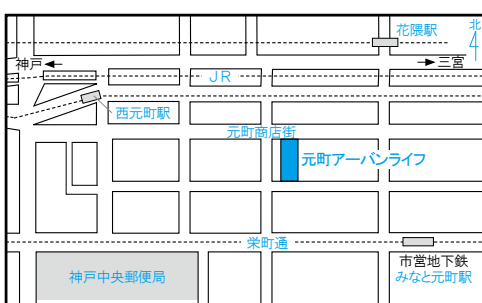 花隈駅
北
4
神戸←
→三宮
JR
西元町駅
元町商店街
元町アーバンライフ
栄町通
市営地下鉄
みなと元町駅
神戸中央郵便局